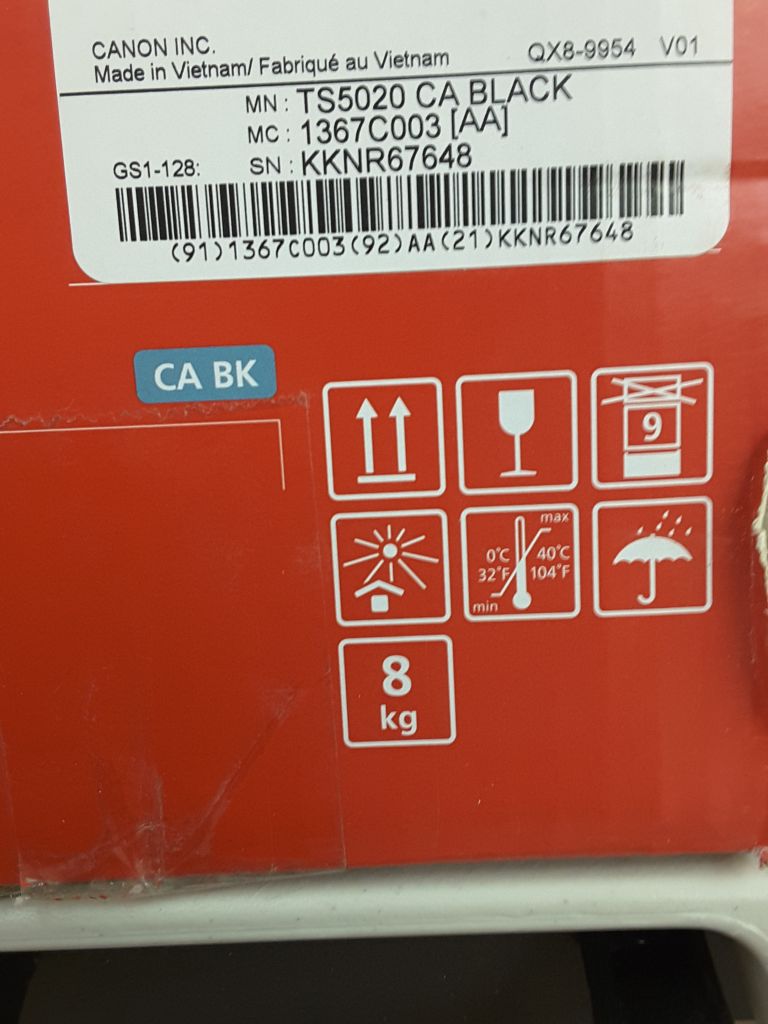 CANON INC.
Made in Vietnam/ Fabriqué au Vietnam
QX8-9954 V01
MN : TS5020 CA BLACK
MC : 1367C003 [AA]
GS1-128: SN : KKNR67648
(91)1367C003(92)AA(21)KKNR67648
CA BK
9
max
0°C 40°C
32°F 104°F
min
8
kg